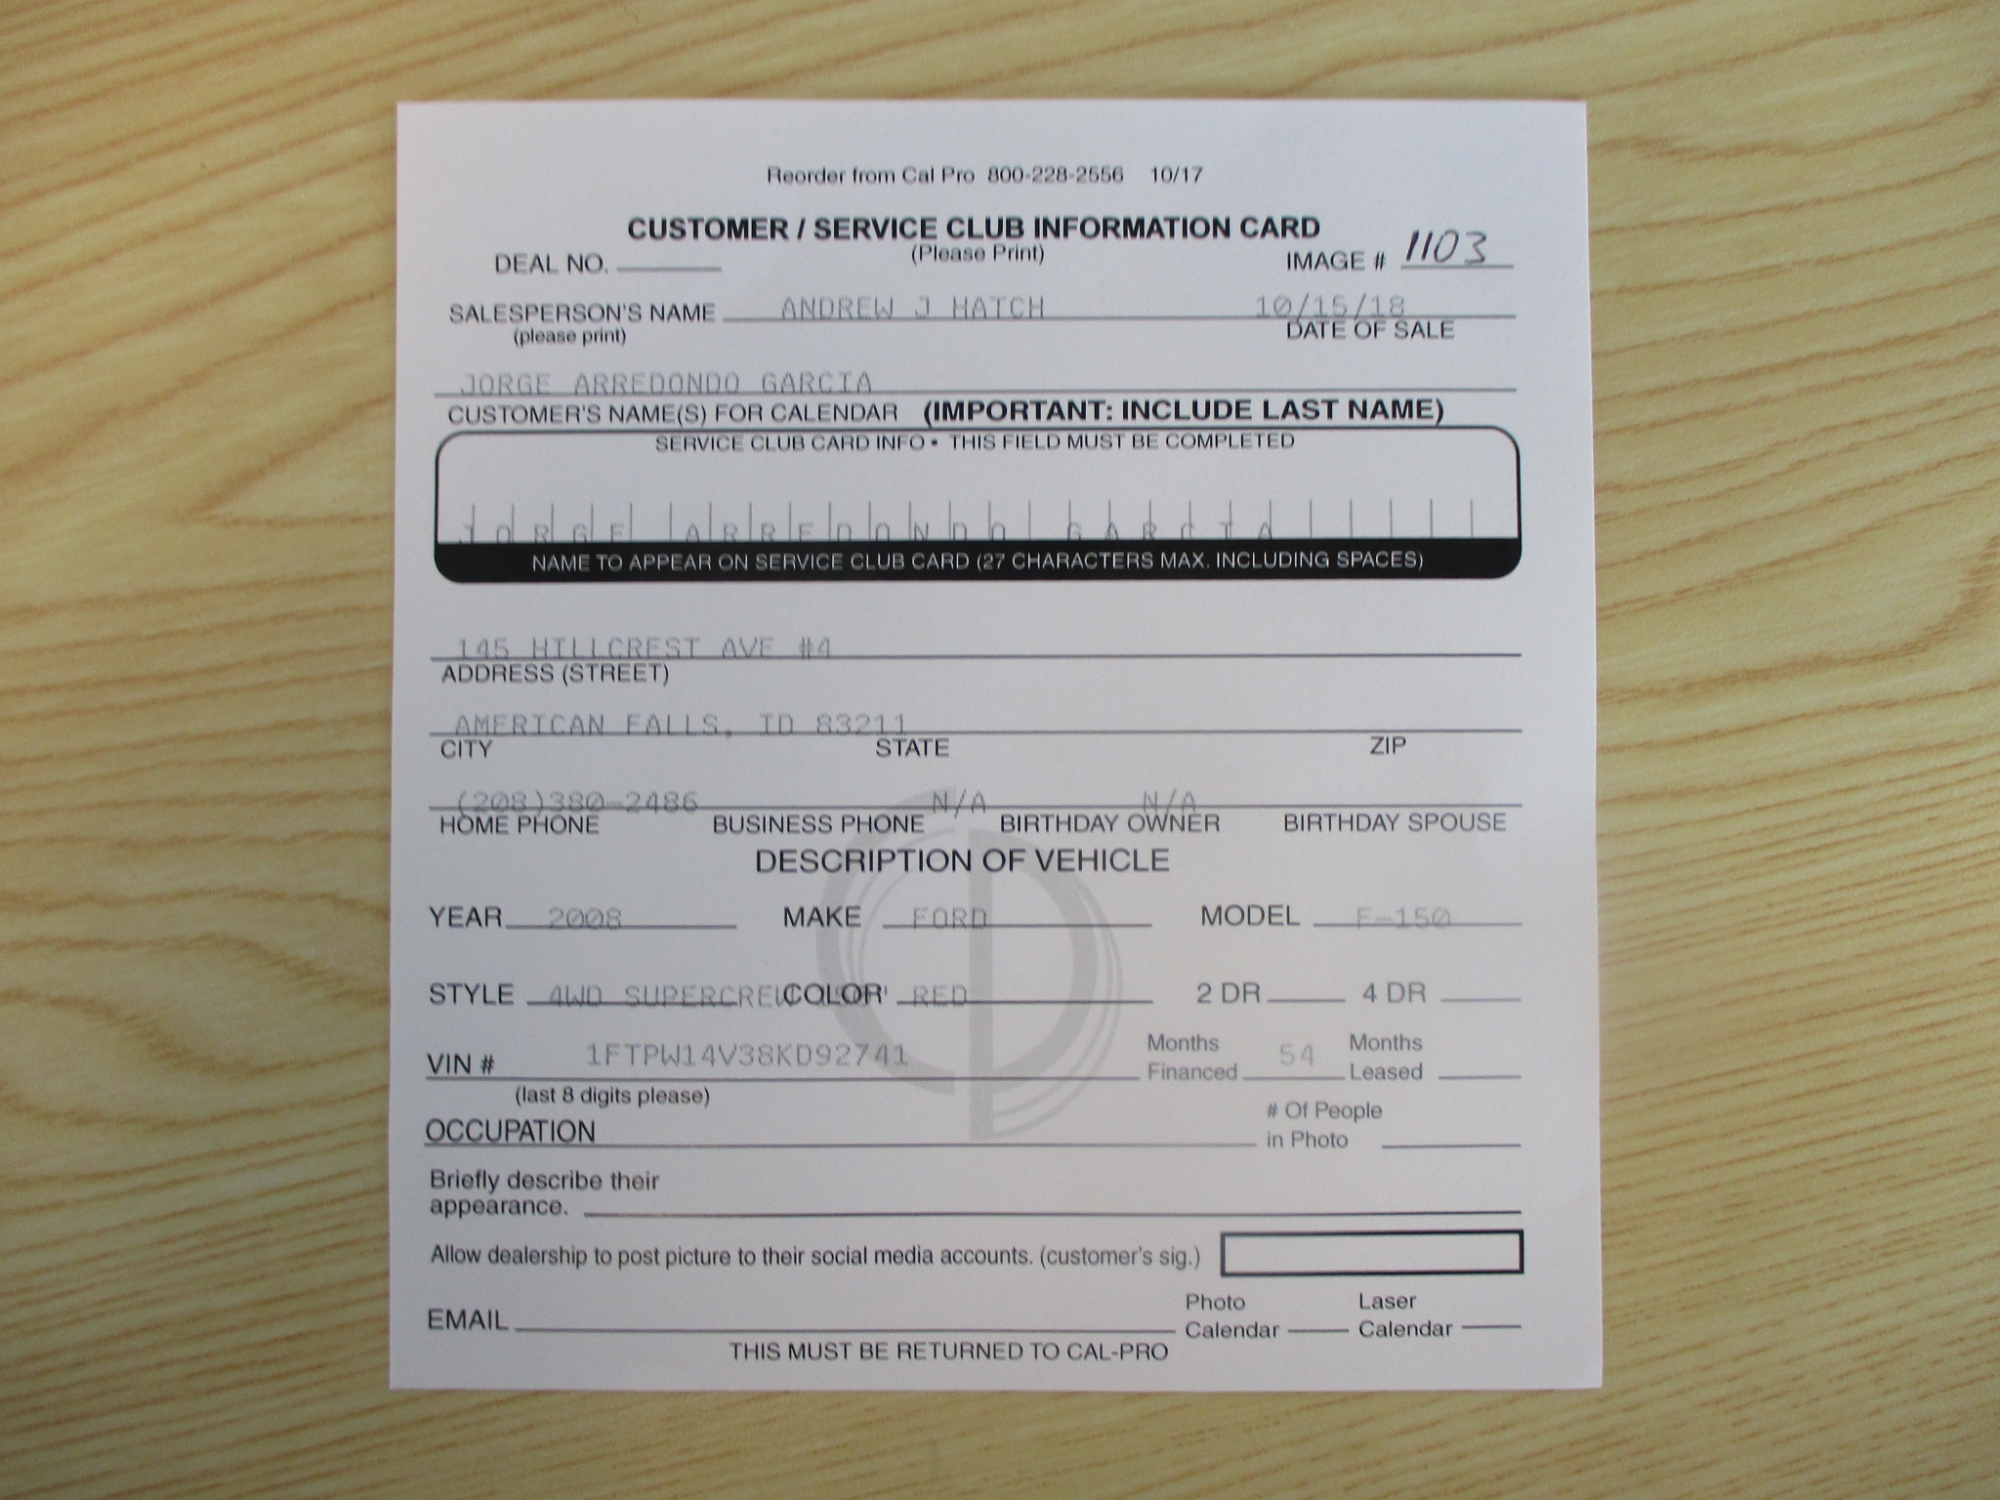 Reorder from Cal Pro 800-228-2556 10/17
CUSTOMER / SERVICE CLUB INFORMATION CARD
(Please Print)
DEAL NO. IMAGE # 1103
SALESPERSON'S NAME ANDREW J HATCH 10/15/18
(please print) DATE OF SALE
JORGE ARREDONDO GARCIA
CUSTOMER'S NAME(S) FOR CALENDAR (IMPORTANT: INCLUDE LAST NAME)
SERVICE CLUB CARD INFO • THIS FIELD MUST BE COMPLETED
JORGE ARREDONDO GARCIA
NAME TO APPEAR ON SERVICE CLUB CARD (27 CHARACTERS MAX. INCLUDING SPACES)
145 HILLCREST AVE #4
ADDRESS (STREET)
AMERICAN FALLS, ID 83211
CITY STATE ZIP
(208)380-2486 N/A N/A
HOME PHONE BUSINESS PHONE BIRTHDAY OWNER BIRTHDAY SPOUSE
DESCRIPTION OF VEHICLE
YEAR 2008 MAKE FORD MODEL F-150
STYLE 4WD SUPERCREW COLOR RED 2 DR 4 DR
VIN # 1FTPW14V38KD92741 Months Financed 54 Months Leased
(last 8 digits please)
OCCUPATION # Of People in Photo
Briefly describe their
appearance.
Allow dealership to post picture to their social media accounts. (customer's sig.)
EMAIL Photo Calendar Laser Calendar
THIS MUST BE RETURNED TO CAL-PRO